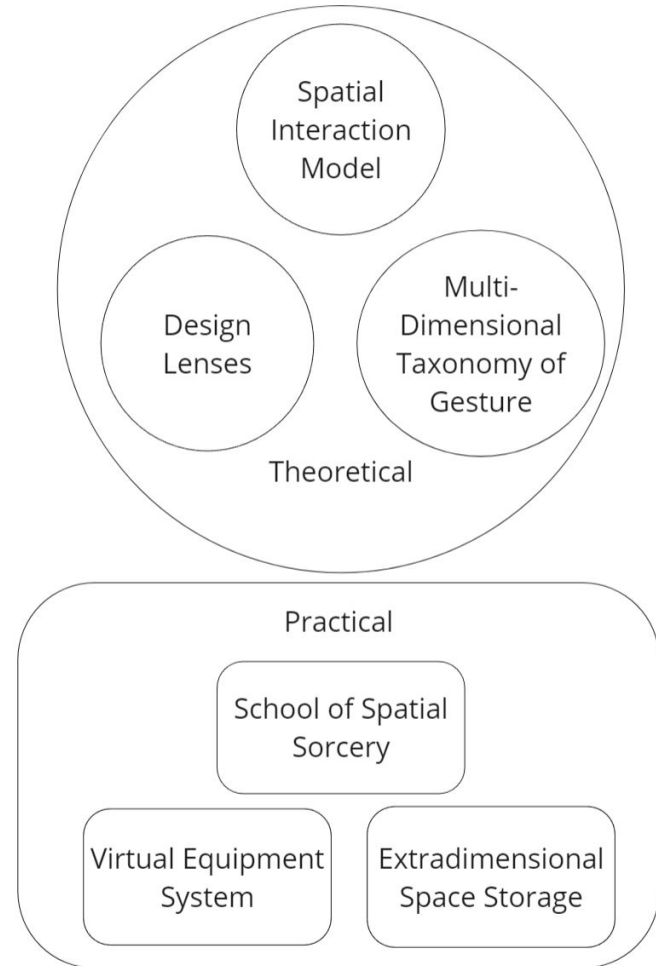 Spatial
Interaction
Model
Design
Lenses
Multi-
Dimensional
Taxonomy of
Gesture
Theoretical
Practical
School of Spatial
Sorcery
Virtual Equipment
System
Extradimensional
Space Storage